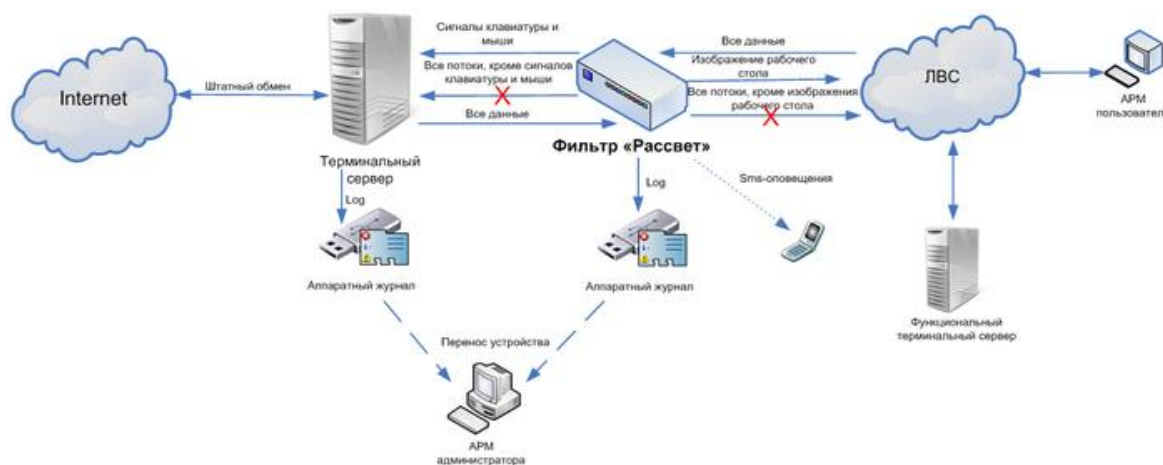 Сигналы клавиатуры и
мыши
Все потоки, кроме сигналов
клавиатуры и мыши
Все данные
Все данные
Изображение рабочего
стола
Все потоки, кроме изображения
рабочего стола
Internet
Штатный обмен
ЛВС
АРМ
пользователя
Фильтр «Рассвет»
Терминальный
сервер
Log
Log
Sms-оповещения
Аппаратный журнал
Аппаратный журнал
Функциональный
терминальный сервер
Перенос устройства
АРМ
администратора